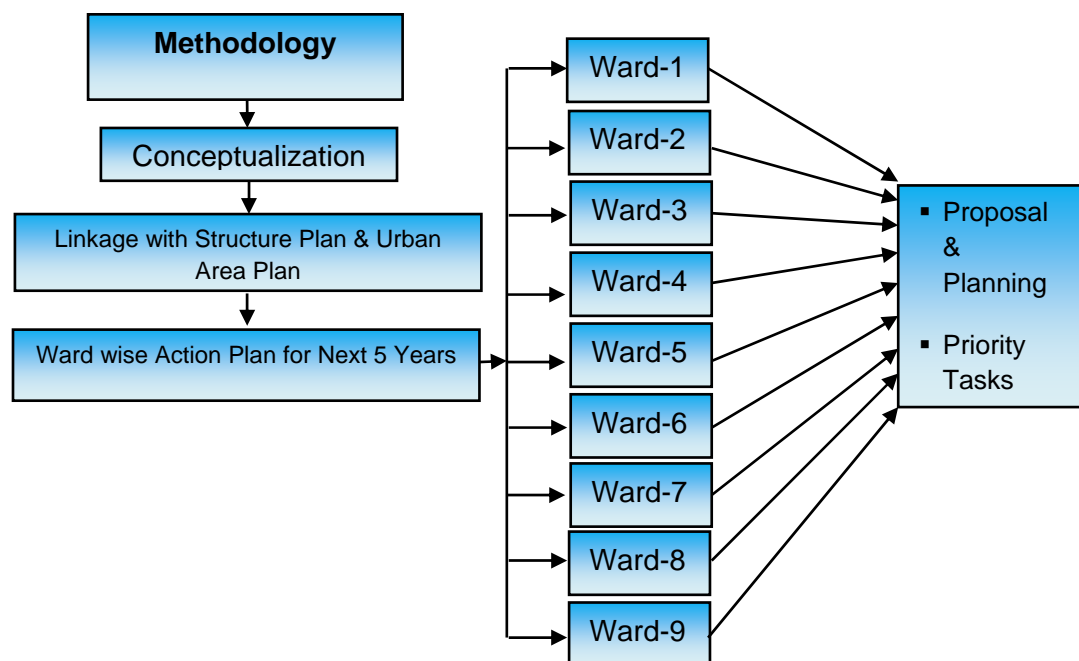 Methodology
Conceptualization
Linkage with Structure Plan & Urban
Area Plan
Ward wise Action Plan for Next 5 Years
Ward-1
Ward-2
Ward-3
Ward-4
Ward-5
Ward-6
Ward-7
Ward-8
Ward-9
▪ Proposal
&
Planning
▪ Priority
Tasks